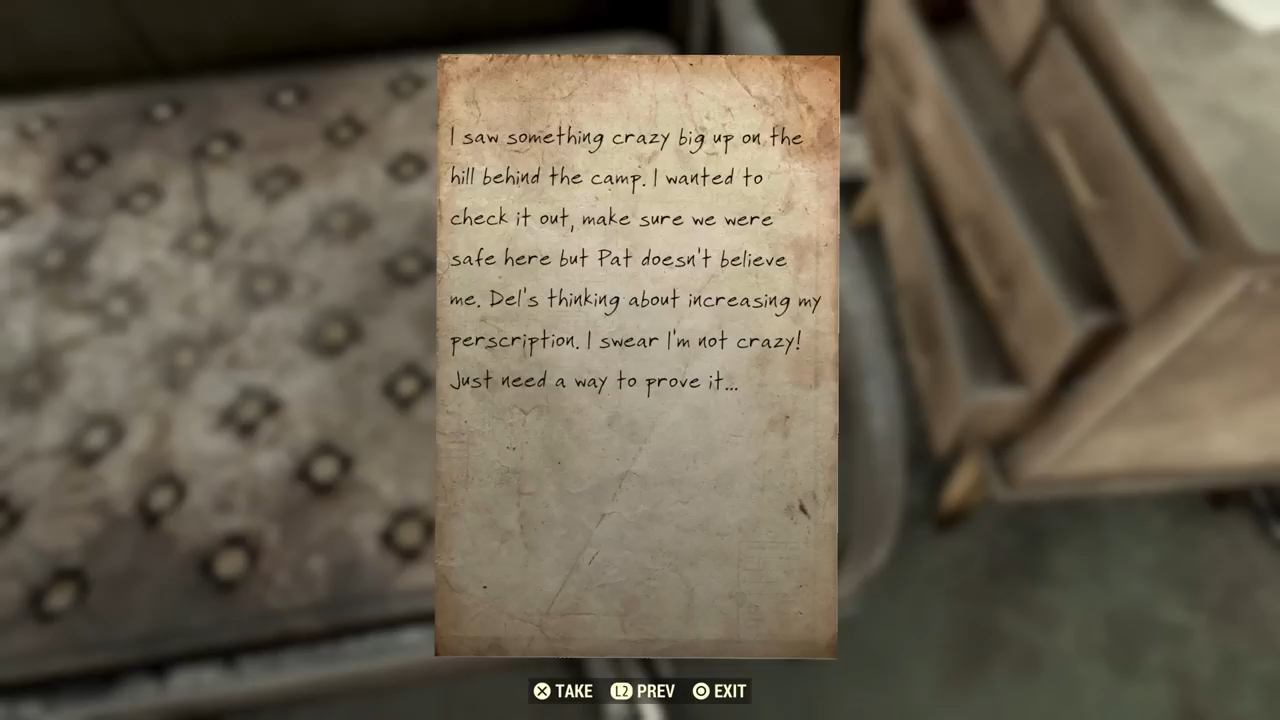 I saw something crazy big up on the
hill behind the camp. I wanted to
check it out, make sure we were
safe here but Pat doesn't believe
me. Del's thinking about increasing my
perscription. I swear I'm not crazy!
Just need a way to prove it...
TAKE L2 PREV EXIT